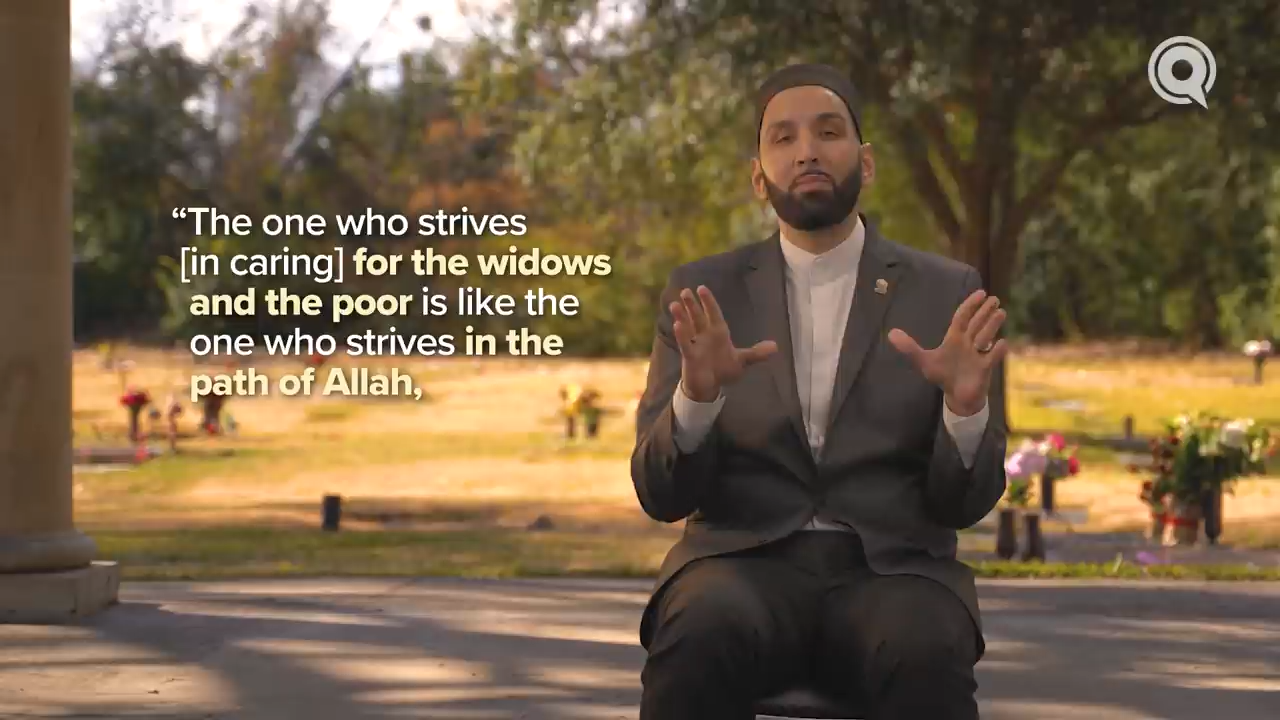 “The one who strives
[in caring] for the widows
and the poor is like the
one who strives in the
path of Allah,